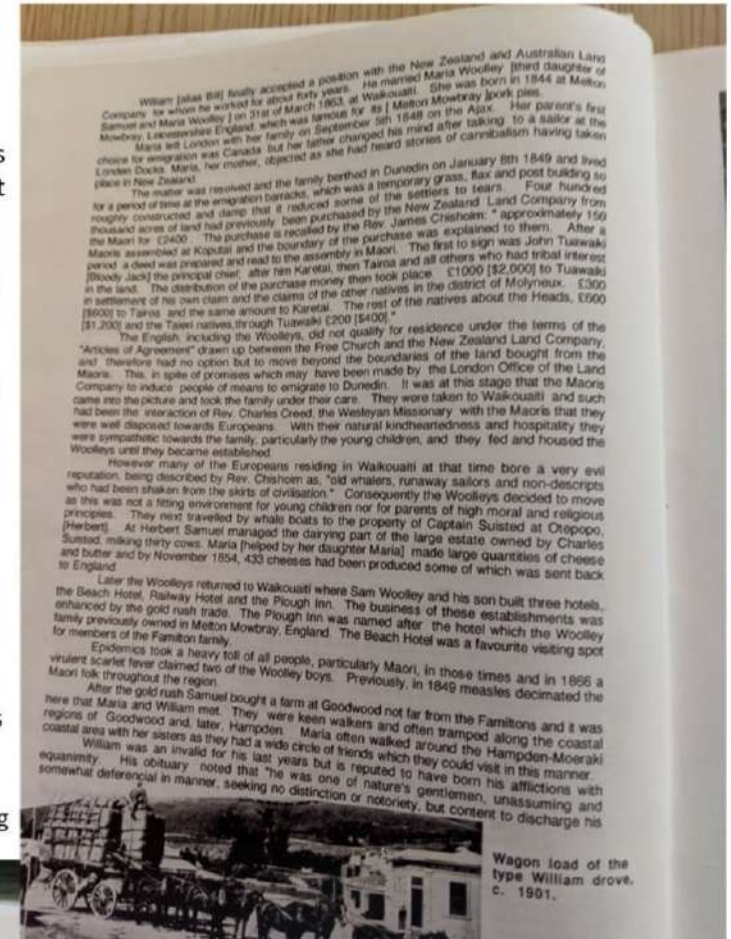 William [alias Bill] finally accepted a position with the New Zealand and Australian Land
Company for whom he worked for about forty years. He married Maria Woolley [third daughter of
Samuel and Maria Woolley ] on 31st of March 1863, at Waikouaiti. She was born in 1844 at Melton
Mowbray, Leicestershire England, which was famous for its [ Melton Mowbray ]pork pies.
Maria left London with her family on September 5th 1848 on the Ajax. Her parent's first
choice for emigration was Canada but her father changed his mind after talking to a sailor at the
London Docks. Maria, her mother, objected as she had heard stories of cannibalism having taken
place in New Zealand.
The matter was resolved and the family berthed in Dunedin on January 8th 1849 and lived
for a period of time at the emigration barracks, which was a temporary grass, flax and post building so
roughly constructed and damp that it reduced some of the settlers to tears. Four hundred
thousand acres of land had previously been purchased by the New Zealand Land Company from
the Maori for £2400. The purchase is recalled by the Rev. James Chisholm: " approximately 150
Maoris assembled at Koputai and the boundary of the purchase was explained to them. After a
period a deed was prepared and read to the assembly in Maori. The first to sign was John Tuawaiki
[Bloody Jack] the principal chief; after him Karetai, then Tairoa and all others who had tribal interest
in the land. The distribution of the purchase money then took place. £1000 [$2,000] to Tuawaiki
in settlement of his own claim and the claims of the other natives in the district of Molyneux. £300
[$600] to Tairoa and the same amount to Karetai. The rest of the natives about the Heads, £600
[$1,200] and the Taieri natives,through Tuawaiki £200 [$400]."
The English, including the Woolleys, did not qualify for residence under the terms of the
"Articles of Agreement" drawn up between the Free Church and the New Zealand Land Company,
and therefore had no option but to move beyond the boundaries of the land bought from the
Maoris. This, in spite of promises which may have been made by the London Office of the Land
Company to induce people of means to emigrate to Dunedin. It was at this stage that the Maoris
came into the picture and took the family under their care. They were taken to Waikouaiti and such
had been the interaction of Rev. Charles Creed, the Wesleyan Missionary with the Maoris that they
were well disposed towards Europeans. With their natural kindheartedness and hospitality they
were sympathetic towards the family, particularly the young children, and they fed and housed the
Woolleys until they became established.
However many of the Europeans residing in Waikouaiti at that time bore a very evil
reputation, being described by Rev. Chisholm as, "old whalers, runaway sailors and non-descripts
who had been shaken from the skirts of civilisation." Consequently the Woolleys decided to move
as this was not a fitting environment for young children nor for parents of high moral and religious
principles. They next travelled by whale boats to the property of Captain Suisted at Otepopo,
[Herbert]. At Herbert Samuel managed the dairying part of the large estate owned by Charles
Suisted, milking thirty cows. Maria [helped by her daughter Maria] made large quantities of cheese
and butter and by November 1854, 433 cheeses had been produced some of which was sent back
to England.
Later the Woolleys returned to Waikouaiti where Sam Woolley and his son built three hotels,
the Beach Hotel, Railway Hotel and the Plough Inn. The business of these establishments was
enhanced by the gold rush trade. The Plough Inn was named after the hotel which the Woolley
family previously owned in Melton Mowbray, England. The Beach Hotel was a favourite visiting spot
for members of the Familton family.
Epidemics took a heavy toll of all people, particularly Maori, in those times and in 1866 a
virulent scarlet fever claimed two of the Woolley boys. Previously, in 1849 measles decimated the
Maori folk throughout the region.
After the gold rush Samuel bought a farm at Goodwood not far from the Familtons and it was
here that Maria and William met. They were keen walkers and often tramped along the coastal
regions of Goodwood and, later, Hampden. Maria often walked around the Hampden-Moeraki
coastal area with her sisters as they had a wide circle of friends which they could visit in this manner.
William was an invalid for his last years but is reputed to have born his afflictions with
equanimity. His obituary noted that "he was one of nature's gentlemen, unassuming and
somewhat deferential in manner, seeking no distinction or notoriety, but content to discharge his
Wagon load of the
type William drove,
c. 1901.